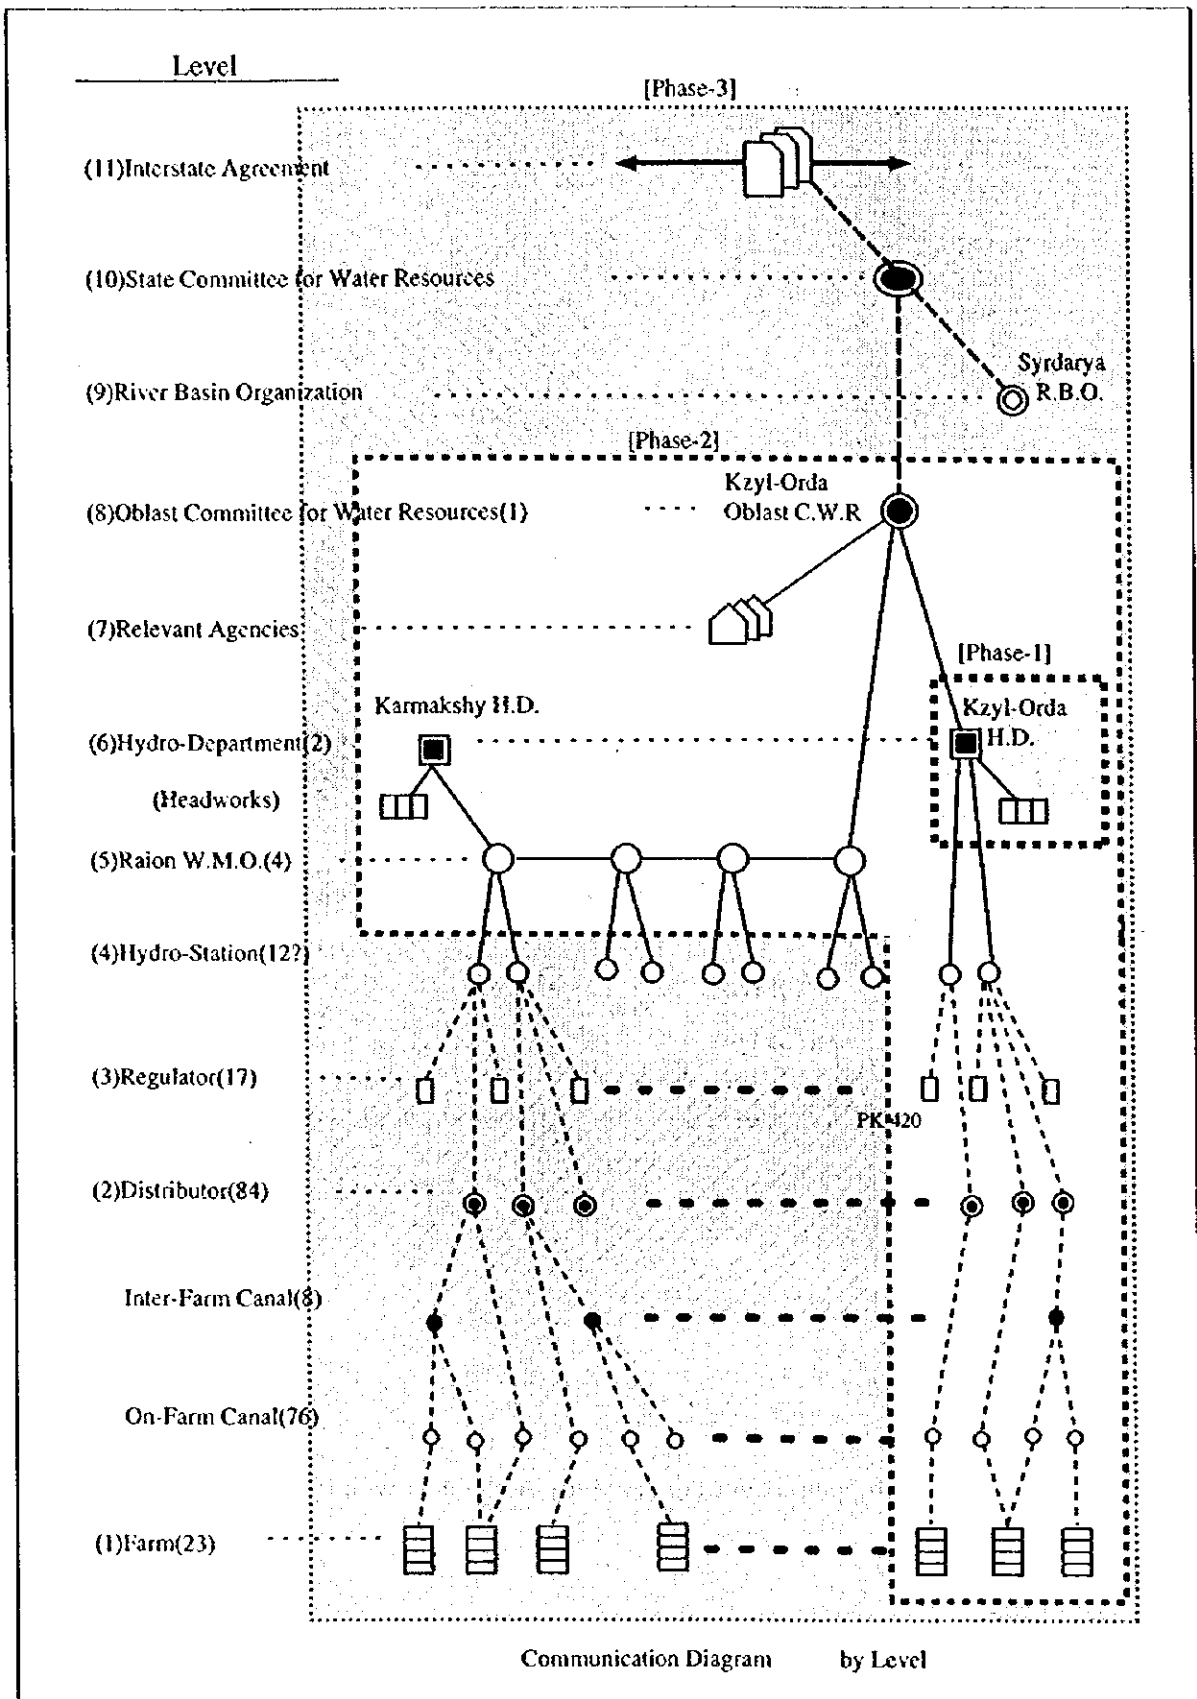 Level
[Phase-3]
(11)Interstate Agreement
(10)State Committee for Water Resources
Syrdarya
(9)River Basin Organization
R.B.O.
[Phase-2]
Kzyl-Orda
(8)Oblast Committee for Water Resources(1)
Oblast C.W.R
(7)Relevant Agencies
[Phase-1]
Karmakshy H.D.
Kzyl-Orda
(6)Hydro-Department(2)
H.D.
(Headworks)
(5)Raion W.M.O.(4)
(4)Hydro-Station(12?)
(3)Regulator(17)
PK-420
(2)Distributor(84)
Inter-Farm Canal(8)
On-Farm Canal(76)
(1)Farm(23)
Communication Diagram by Level